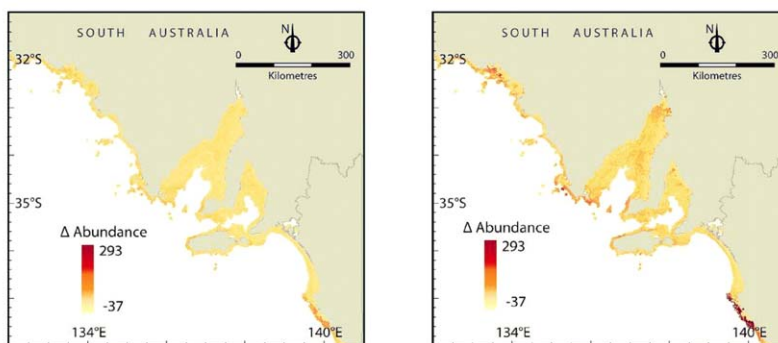 SOUTH AUSTRALIA
N
0 300
Kilometres
32°S
35°S
Δ Abundance
293
-37
134°E 140°E
SOUTH AUSTRALIA
N
0 300
Kilometres
32°S
35°S
Δ Abundance
293
-37
134°E 140°E